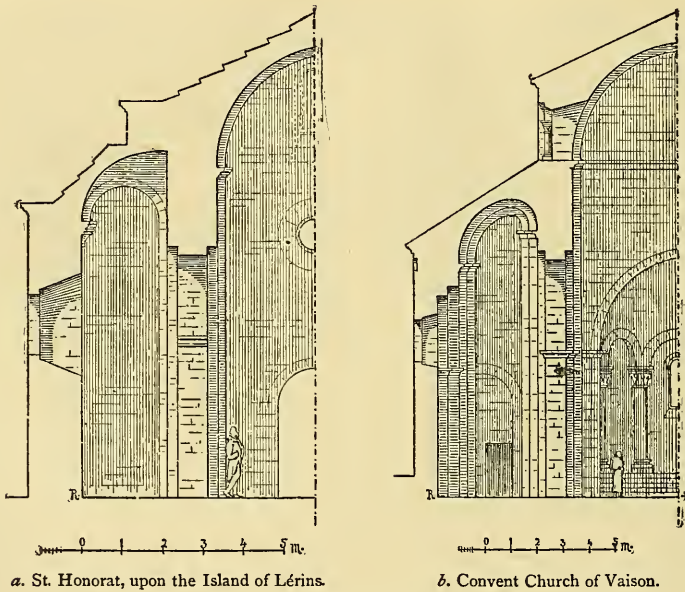 R
R
0 1 2 3 4 5 m.
0 1 2 3 4 5 m.
a. St. Honorat, upon the Island of Lérins.
b. Convent Church of Vaison.